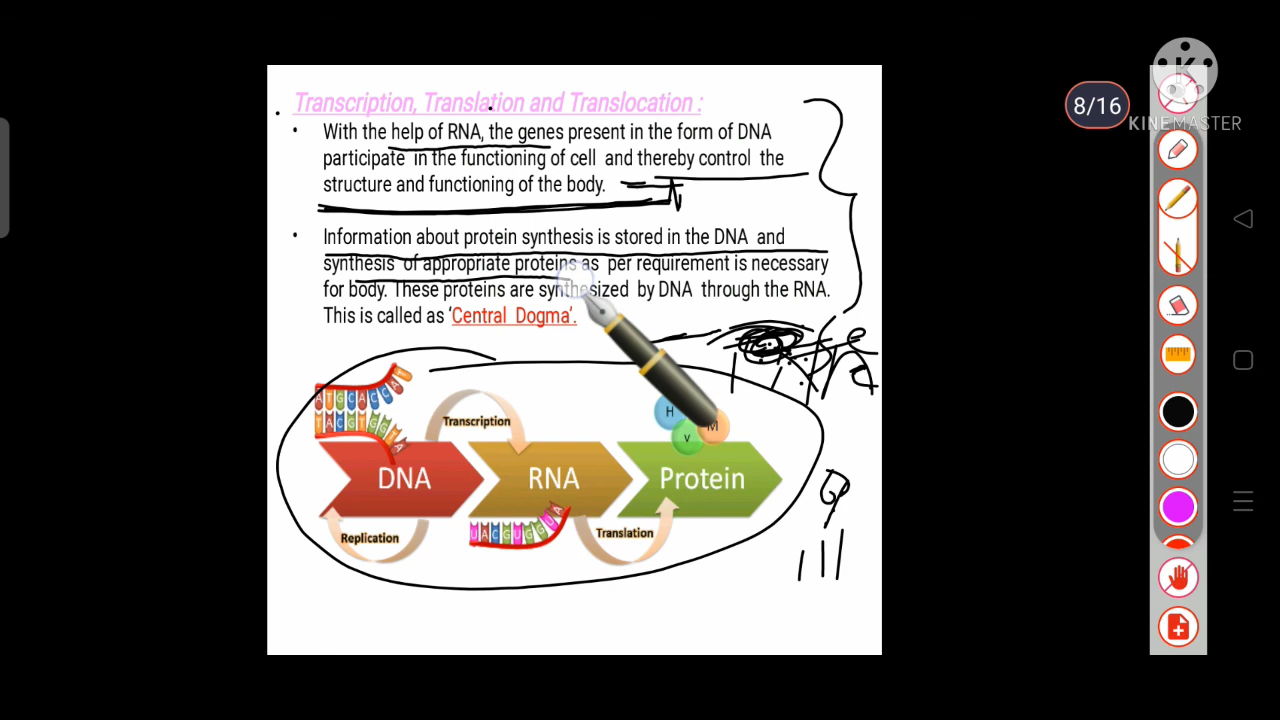 Transcription, Translation and Translocation :
• With the help of RNA, the genes present in the form of DNA
participate in the functioning of cell and thereby control the
structure and functioning of the body.
• Information about protein synthesis is stored in the DNA and
synthesis of appropriate proteins as per requirement is necessary
for body. These proteins are synthesized by DNA through the RNA.
This is called as ‘Central Dogma’.
ATGCACCA
TACGTGGTA
Transcription
H
V
M
DNA
RNA
Protein
Replication
UACGUGGUA
Translation
8/16
K
KINEMASTER